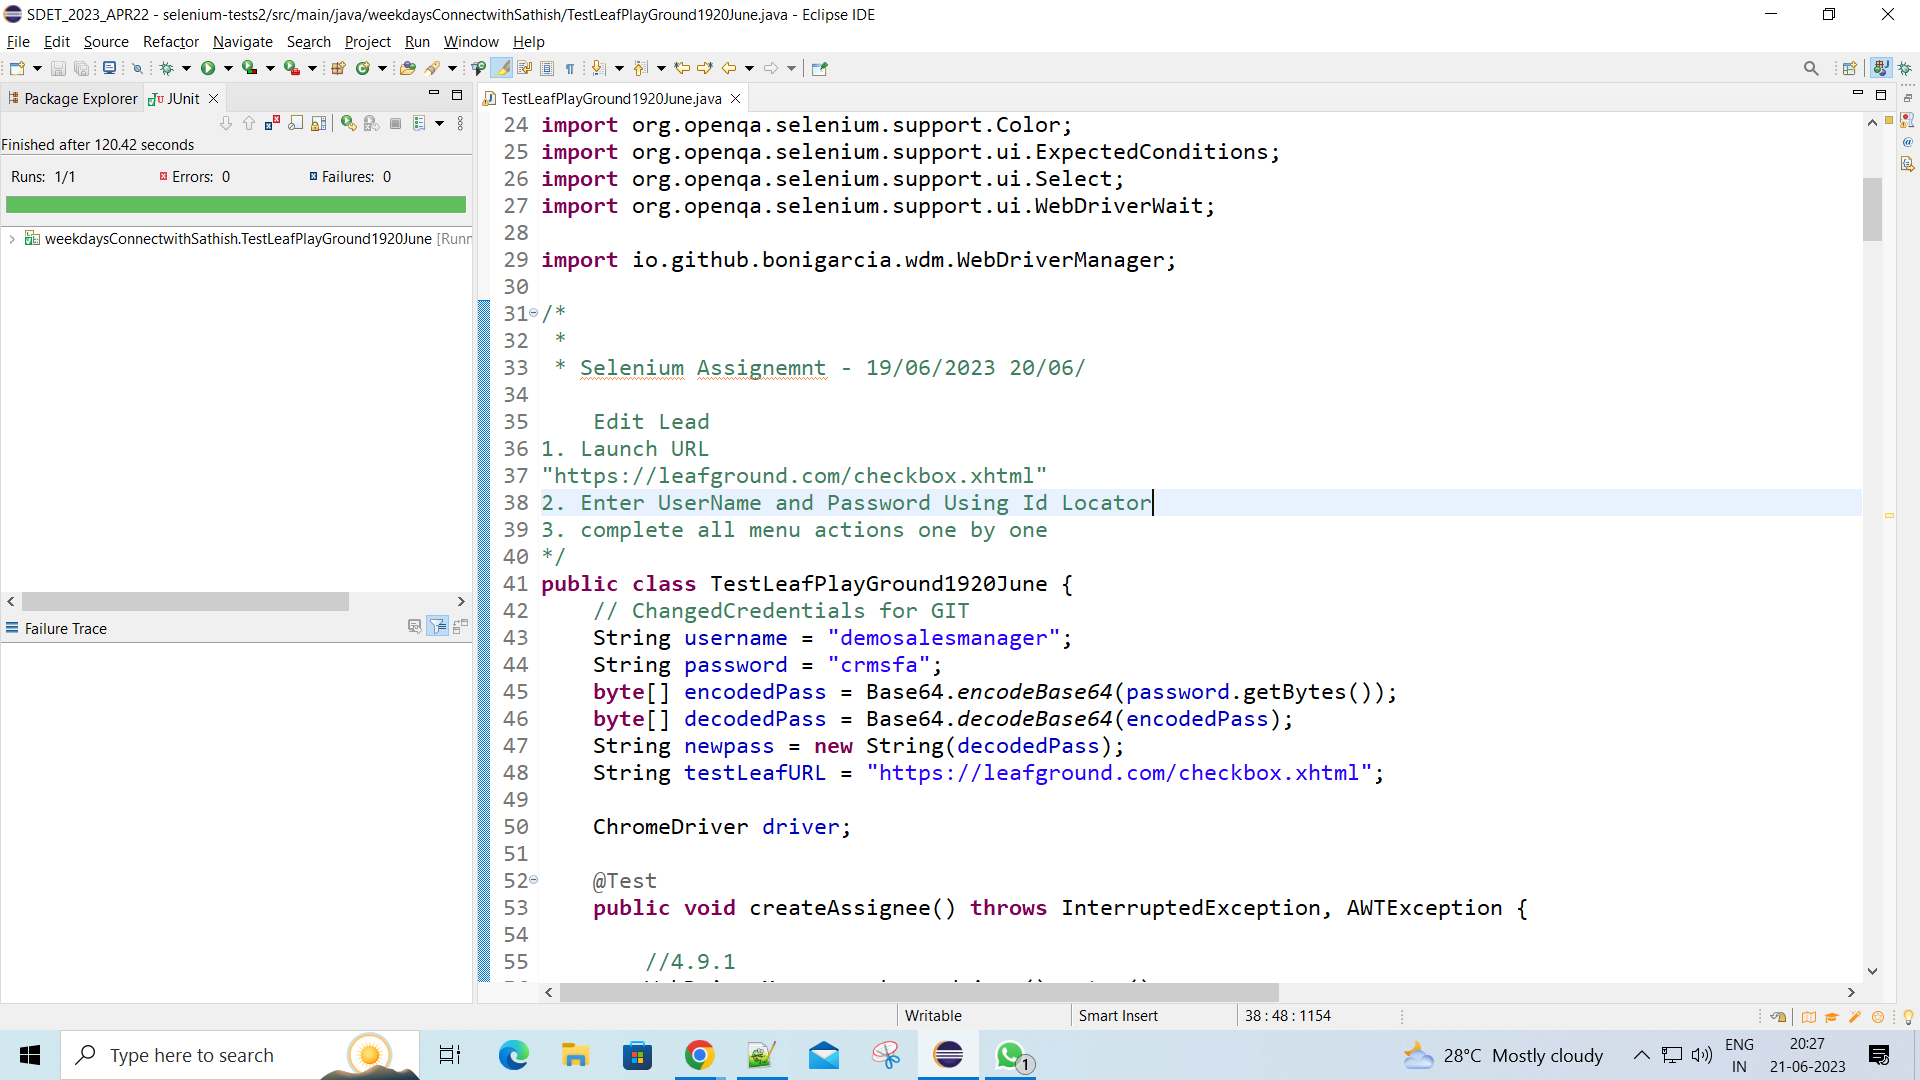 SDET_2023_APR22 - selenium-tests2/src/main/java/weekdaysConnectwithSathish/TestLeafPlayGround1920June.java - Eclipse IDE
File Edit Source Refactor Navigate Search Project Run Window Help
Package Explorer JUnit
TestLeafPlayGround1920June.java
Finished after 120.42 seconds
Runs: 1/1 Errors: 0 Failures: 0
weekdaysConnectwithSathish.TestLeafPlayGround1920June [Runn
Failure Trace
24 import org.openqa.selenium.support.Color;
25 import org.openqa.selenium.support.ui.ExpectedConditions;
26 import org.openqa.selenium.support.ui.Select;
27 import org.openqa.selenium.support.ui.WebDriverWait;
28
29 import io.github.bonigarcia.wdm.WebDriverManager;
30
31 /*
32 *
33 * Selenium Assignemnt - 19/06/2023 20/06/
34
35 Edit Lead
36 1. Launch URL
37 "https://leafground.com/checkbox.xhtml"
38 2. Enter UserName and Password Using Id Locator
39 3. complete all menu actions one by one
40 */
41 public class TestLeafPlayGround1920June {
42 // ChangedCredentials for GIT
43 String username = "demosalesmanager";
44 String password = "crmsfa";
45 byte[] encodedPass = Base64.encodeBase64(password.getBytes());
46 byte[] decodedPass = Base64.decodeBase64(encodedPass);
47 String newpass = new String(decodedPass);
48 String testLeafURL = "https://leafground.com/checkbox.xhtml";
49
50 ChromeDriver driver;
51
52 @Test
53 public void createAssignee() throws InterruptedException, AWTException {
54
55 //4.9.1
Writable Smart Insert 38 : 48 : 1154
Type here to search
1
28°C Mostly cloudy
ENG
IN
20:27
21-06-2023